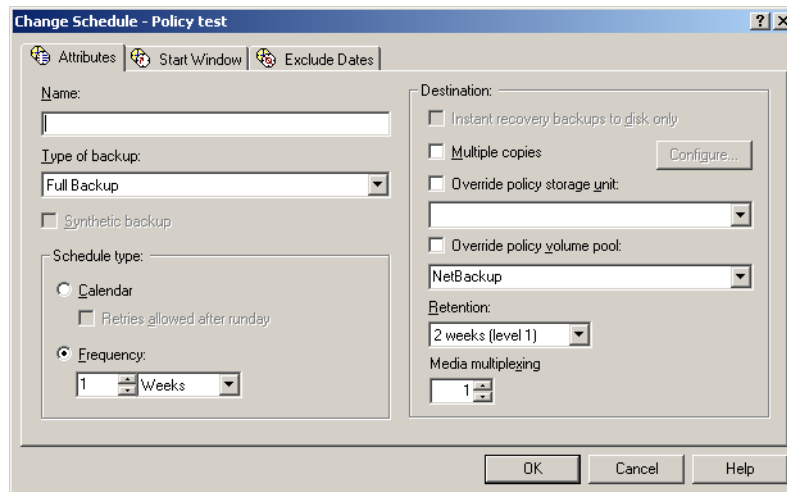 Change Schedule - Policy test
Attributes
Start Window
Exclude Dates
Name:
Type of backup:
Full Backup
Synthetic backup
Schedule type:
Calendar
Retries allowed after runday
Frequency:
1 Weeks
Destination:
Instant recovery backups to disk only
Multiple copies
Configure...
Override policy storage unit:
Override policy volume pool:
NetBackup
Retention:
2 weeks (level 1)
Media multiplexing
1
OK
Cancel
Help